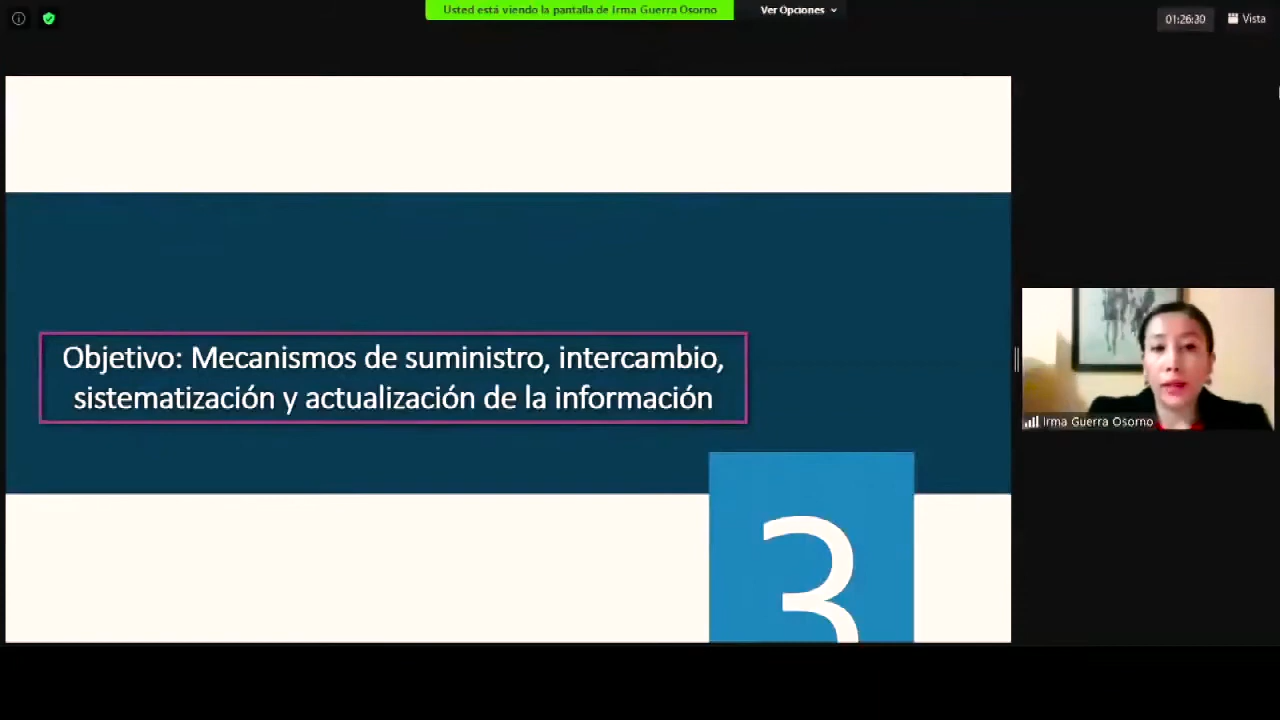 Usted está viendo la pantalla de Irma Guerra Osorno
Ver Opciones
01:26:30
Vista
Objetivo: Mecanismos de suministro, intercambio,
sistematización y actualización de la información
Irma Guerra Osorno
3